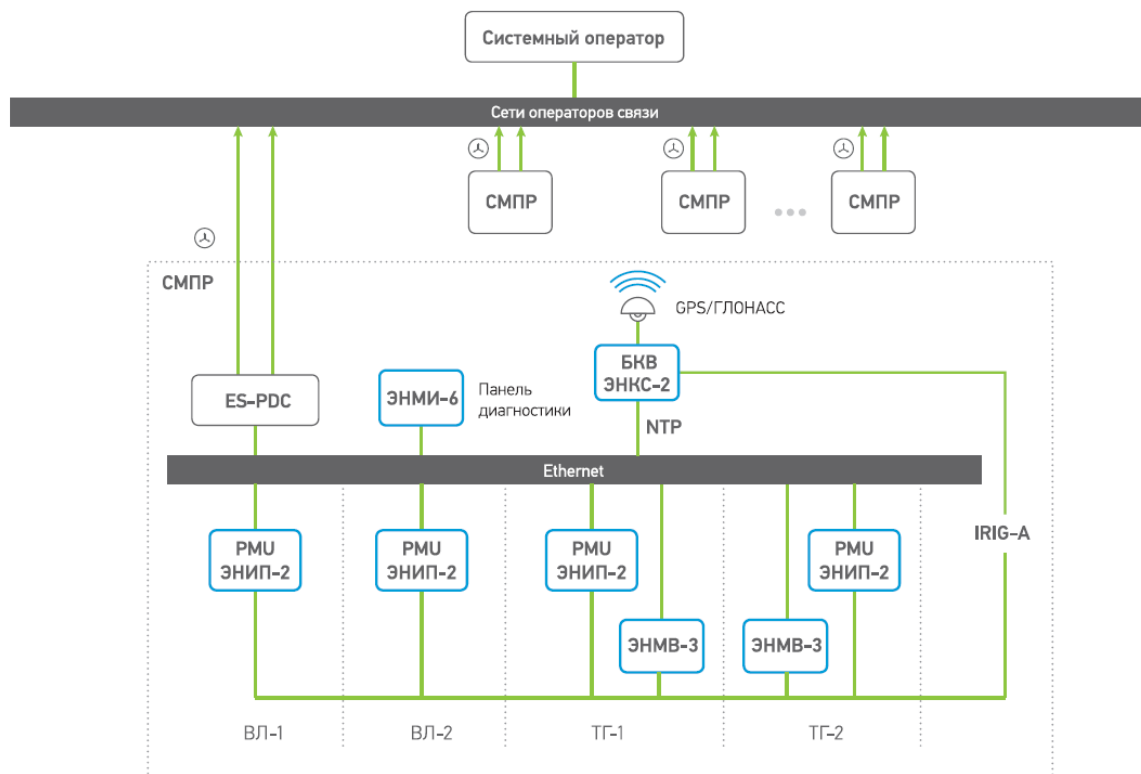 Системный оператор
Сети операторов связи
СМПР
СМПР
СМПР
СМПР
GPS/ГЛОНАСС
ES-PDC
ЭНМИ-6
Панель
диагностики
БКВ
ЭНКС-2
NTP
Ethernet
PMU
ЭНИП-2
PMU
ЭНИП-2
PMU
ЭНИП-2
PMU
ЭНИП-2
IRIG-A
ЭНМВ-3
ЭНМВ-3
ВЛ-1
ВЛ-2
ТГ-1
ТГ-2